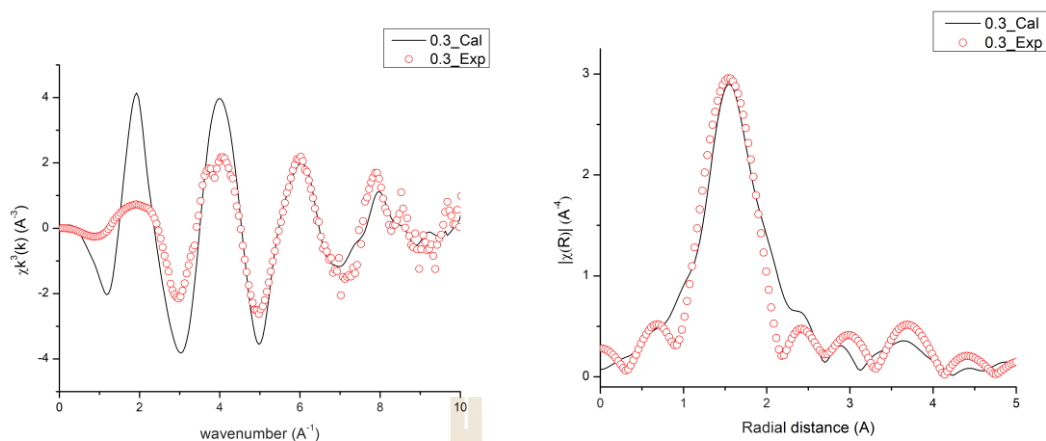 0.3_Cal
0.3_Exp
χk³(k) (A⁻³)
4
2
0
-2
-4
0
2
4
6
8
10
wavenumber (A⁻¹)
0.3_Cal
0.3_Exp
|χ(R)| (A⁻⁴)
3
2
1
0
0
1
2
3
4
5
Radial distance (A)